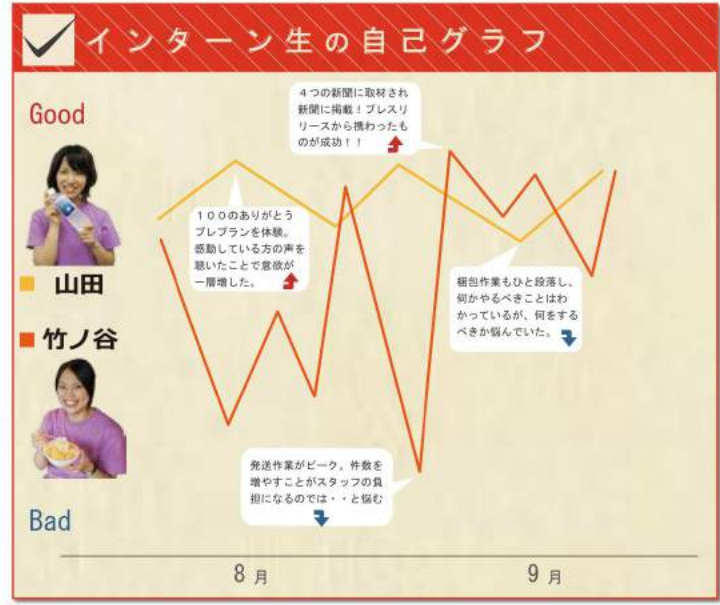 インターン生の自己グラフ
Good
4つの新聞に取材され
新聞に掲載！プレスリ
リースから携わったも
のが成功！！
100のありがとう
プレプランを体験。
感動している方の声を
聴いたことで意欲が
一層増した。
山田
梱包作業もひと段落し、
何かやるべきことはわ
かっているが、何をする
べきか悩んでいた。
竹ノ谷
発送作業がピーク。件数を
増やすことがスタッフの負
担になるのでは・・と悩む
Bad
8月
9月